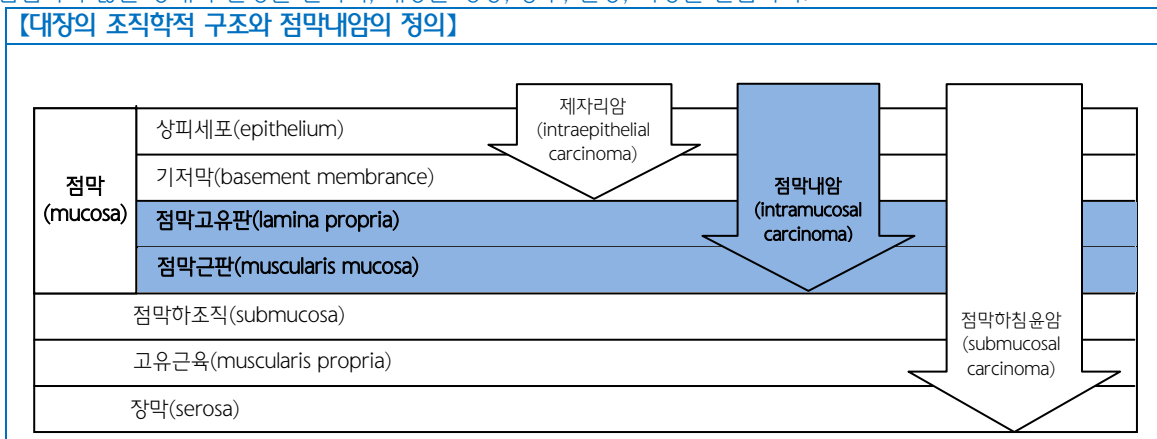 【대장의 조직학적 구조와 점막내암의 정의】
제자리암
(intraepithelial
carcinoma)
상피세포(epithelium)
기저막(basement membrance)
점막
(mucosa)
점막내암
(intramucosal
carcinoma)
점막고유판(lamina propria)
점막근판(muscularis mucosa)
점막하조직(submucosa)
점막하침윤암
(submucosal
carcinoma)
고유근육(muscularis propria)
장막(serosa)